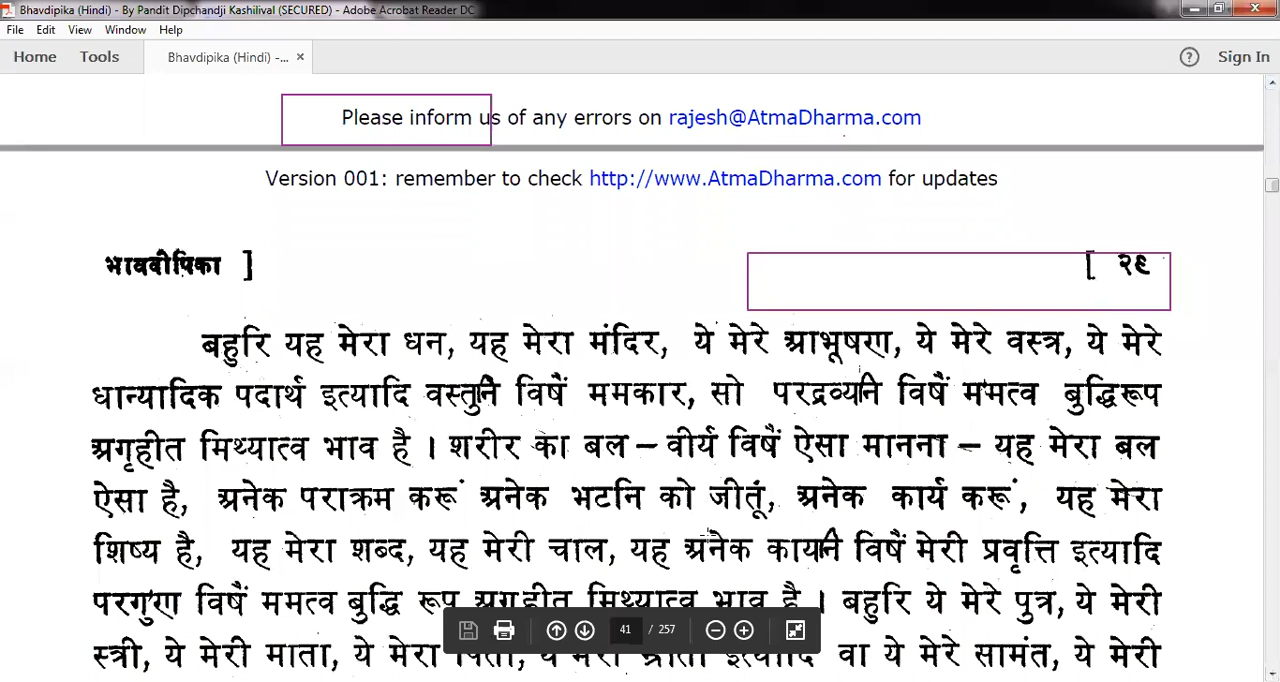 Bhavdipika (Hindi) - By Pandit Dipchandji Kashilival (SECURED) - Adobe Acrobat Reader DC
File Edit View Window Help
Home Tools Bhavdipika (Hindi) -... × ? Sign In
Please inform us of any errors on rajesh@AtmaDharma.com
Version 001: remember to check http://www.AtmaDharma.com for updates
भावदीपिका ] [ २९
बहुरि यह मेरा धन, यह मेरा मंदिर, ये मेरे आभूषण, ये मेरे वस्त्र, ये मेरे
धान्यादिक पदार्थ इत्यादि वस्तुनि विषैं ममकार, सो परद्रव्यनि विषैं ममत्व बुद्धिरूप
अगृहीत मिथ्यात्व भाव है । शरीर का बल – वीर्य विषैं ऐसा मानना – यह मेरा बल
ऐसा है, अनेक पराक्रम करूं अनेक भटनि को जीतूं, अनेक कार्य करूं, यह मेरा
शिष्य है, यह मेरा शब्द, यह मेरी चाल, यह अनेक कार्यनि विषैं मेरी प्रवृत्ति इत्यादि
परगुण विषैं ममत्व बुद्धि रूप अगृहीत मिथ्यात्व भाव है । बहुरि ये मेरे पुत्र, ये मेरी
स्त्री, ये मेरी माता, ये मेरा पिता, ये मेरा भ्राता इत्यादि वा ये मेरे सामंत, ये मेरी
41 / 257